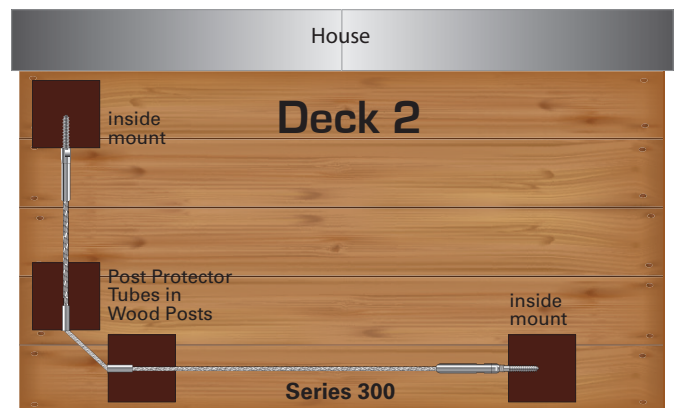 House
Deck 2
inside
mount
Post Protector
Tubes in
Wood Posts
inside
mount
Series 300